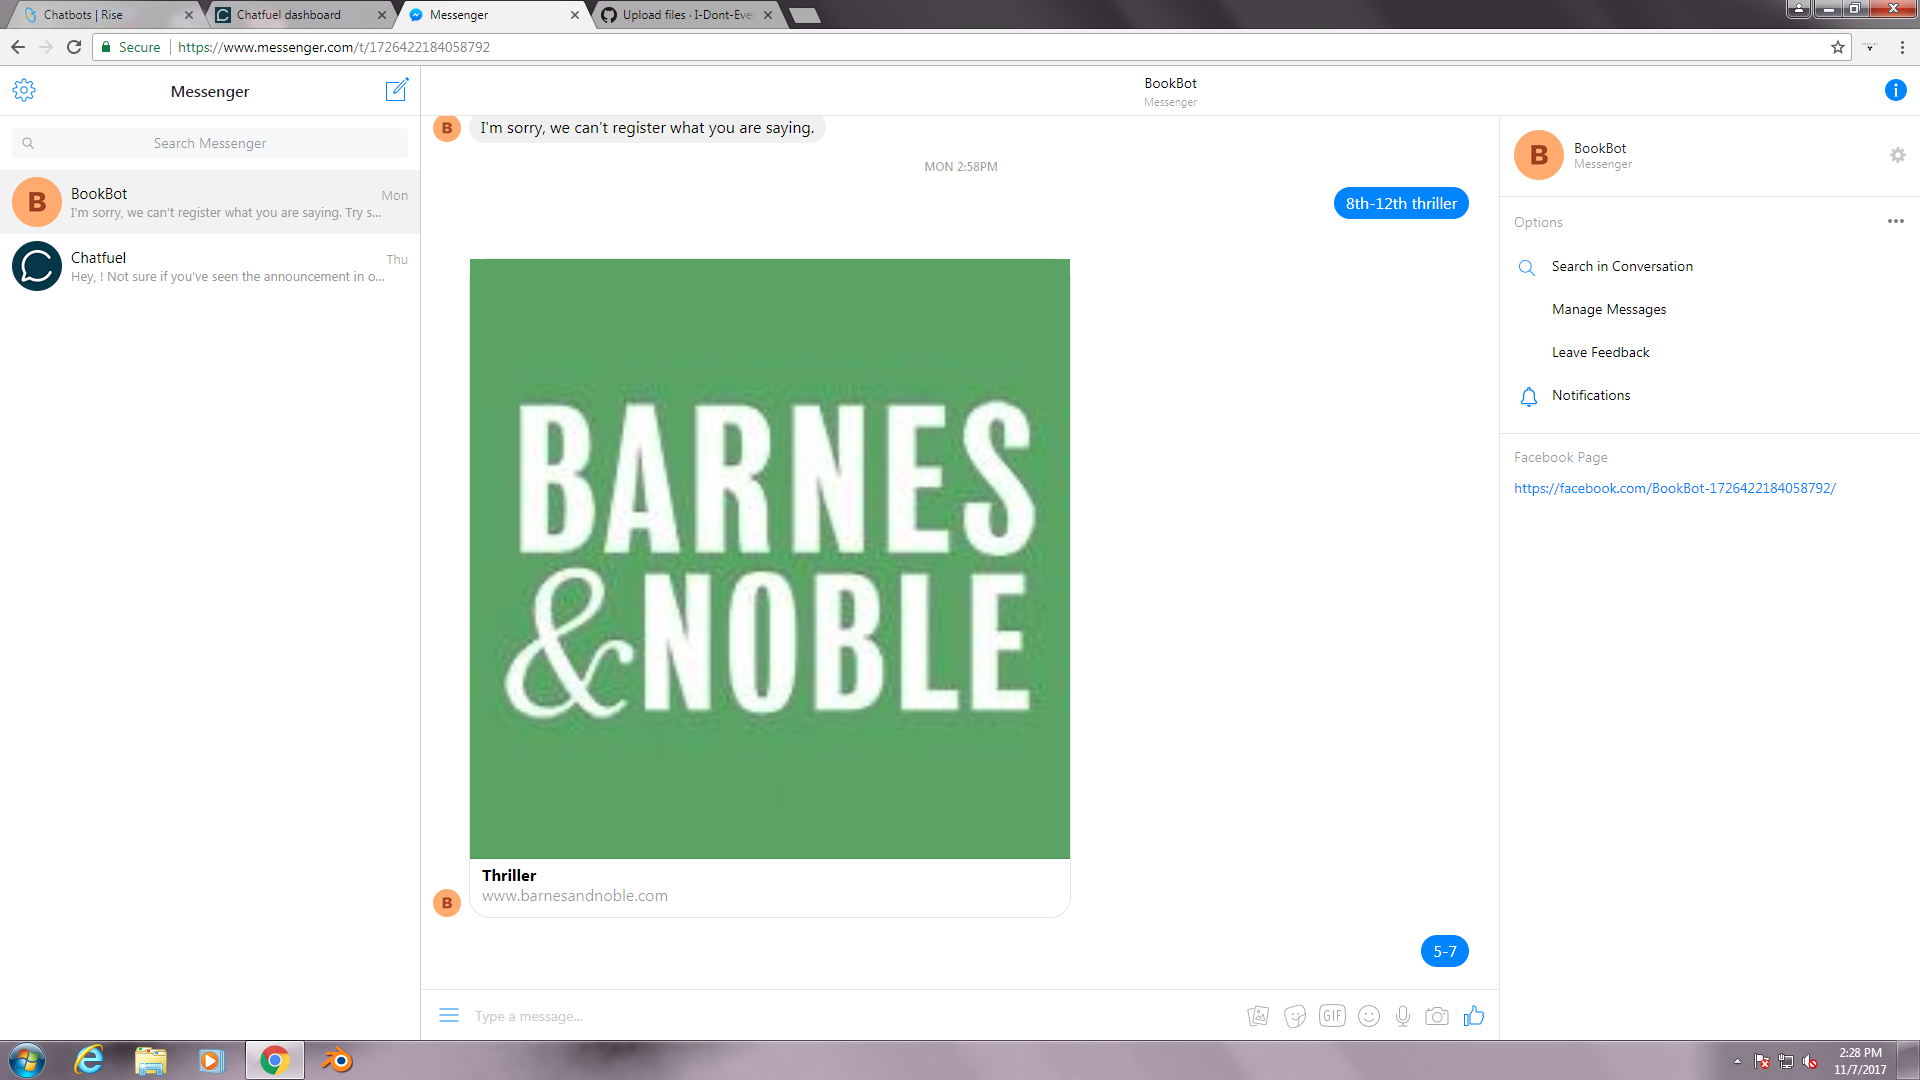 Chatbots | Rise
Chatfuel dashboard
Messenger
Upload files · I-Dont-Eve
Secure
https://www.messenger.com/t/1726422184058792
Messenger
Search Messenger
BookBot
Mon
I'm sorry, we can't register what you are saying. Try s...
Chatfuel
Thu
Hey, ! Not sure if you've seen the announcement in o...
BookBot
Messenger
B
I'm sorry, we can't register what you are saying.
MON 2:58PM
8th-12th thriller
BARNES
&NOBLE
Thriller
www.barnesandnoble.com
B
5-7
Type a message...
GIF
B
BookBot
Messenger
Options
Search in Conversation
Manage Messages
Leave Feedback
Notifications
Facebook Page
https://facebook.com/BookBot-1726422184058792/
B
2:28 PM
11/7/2017